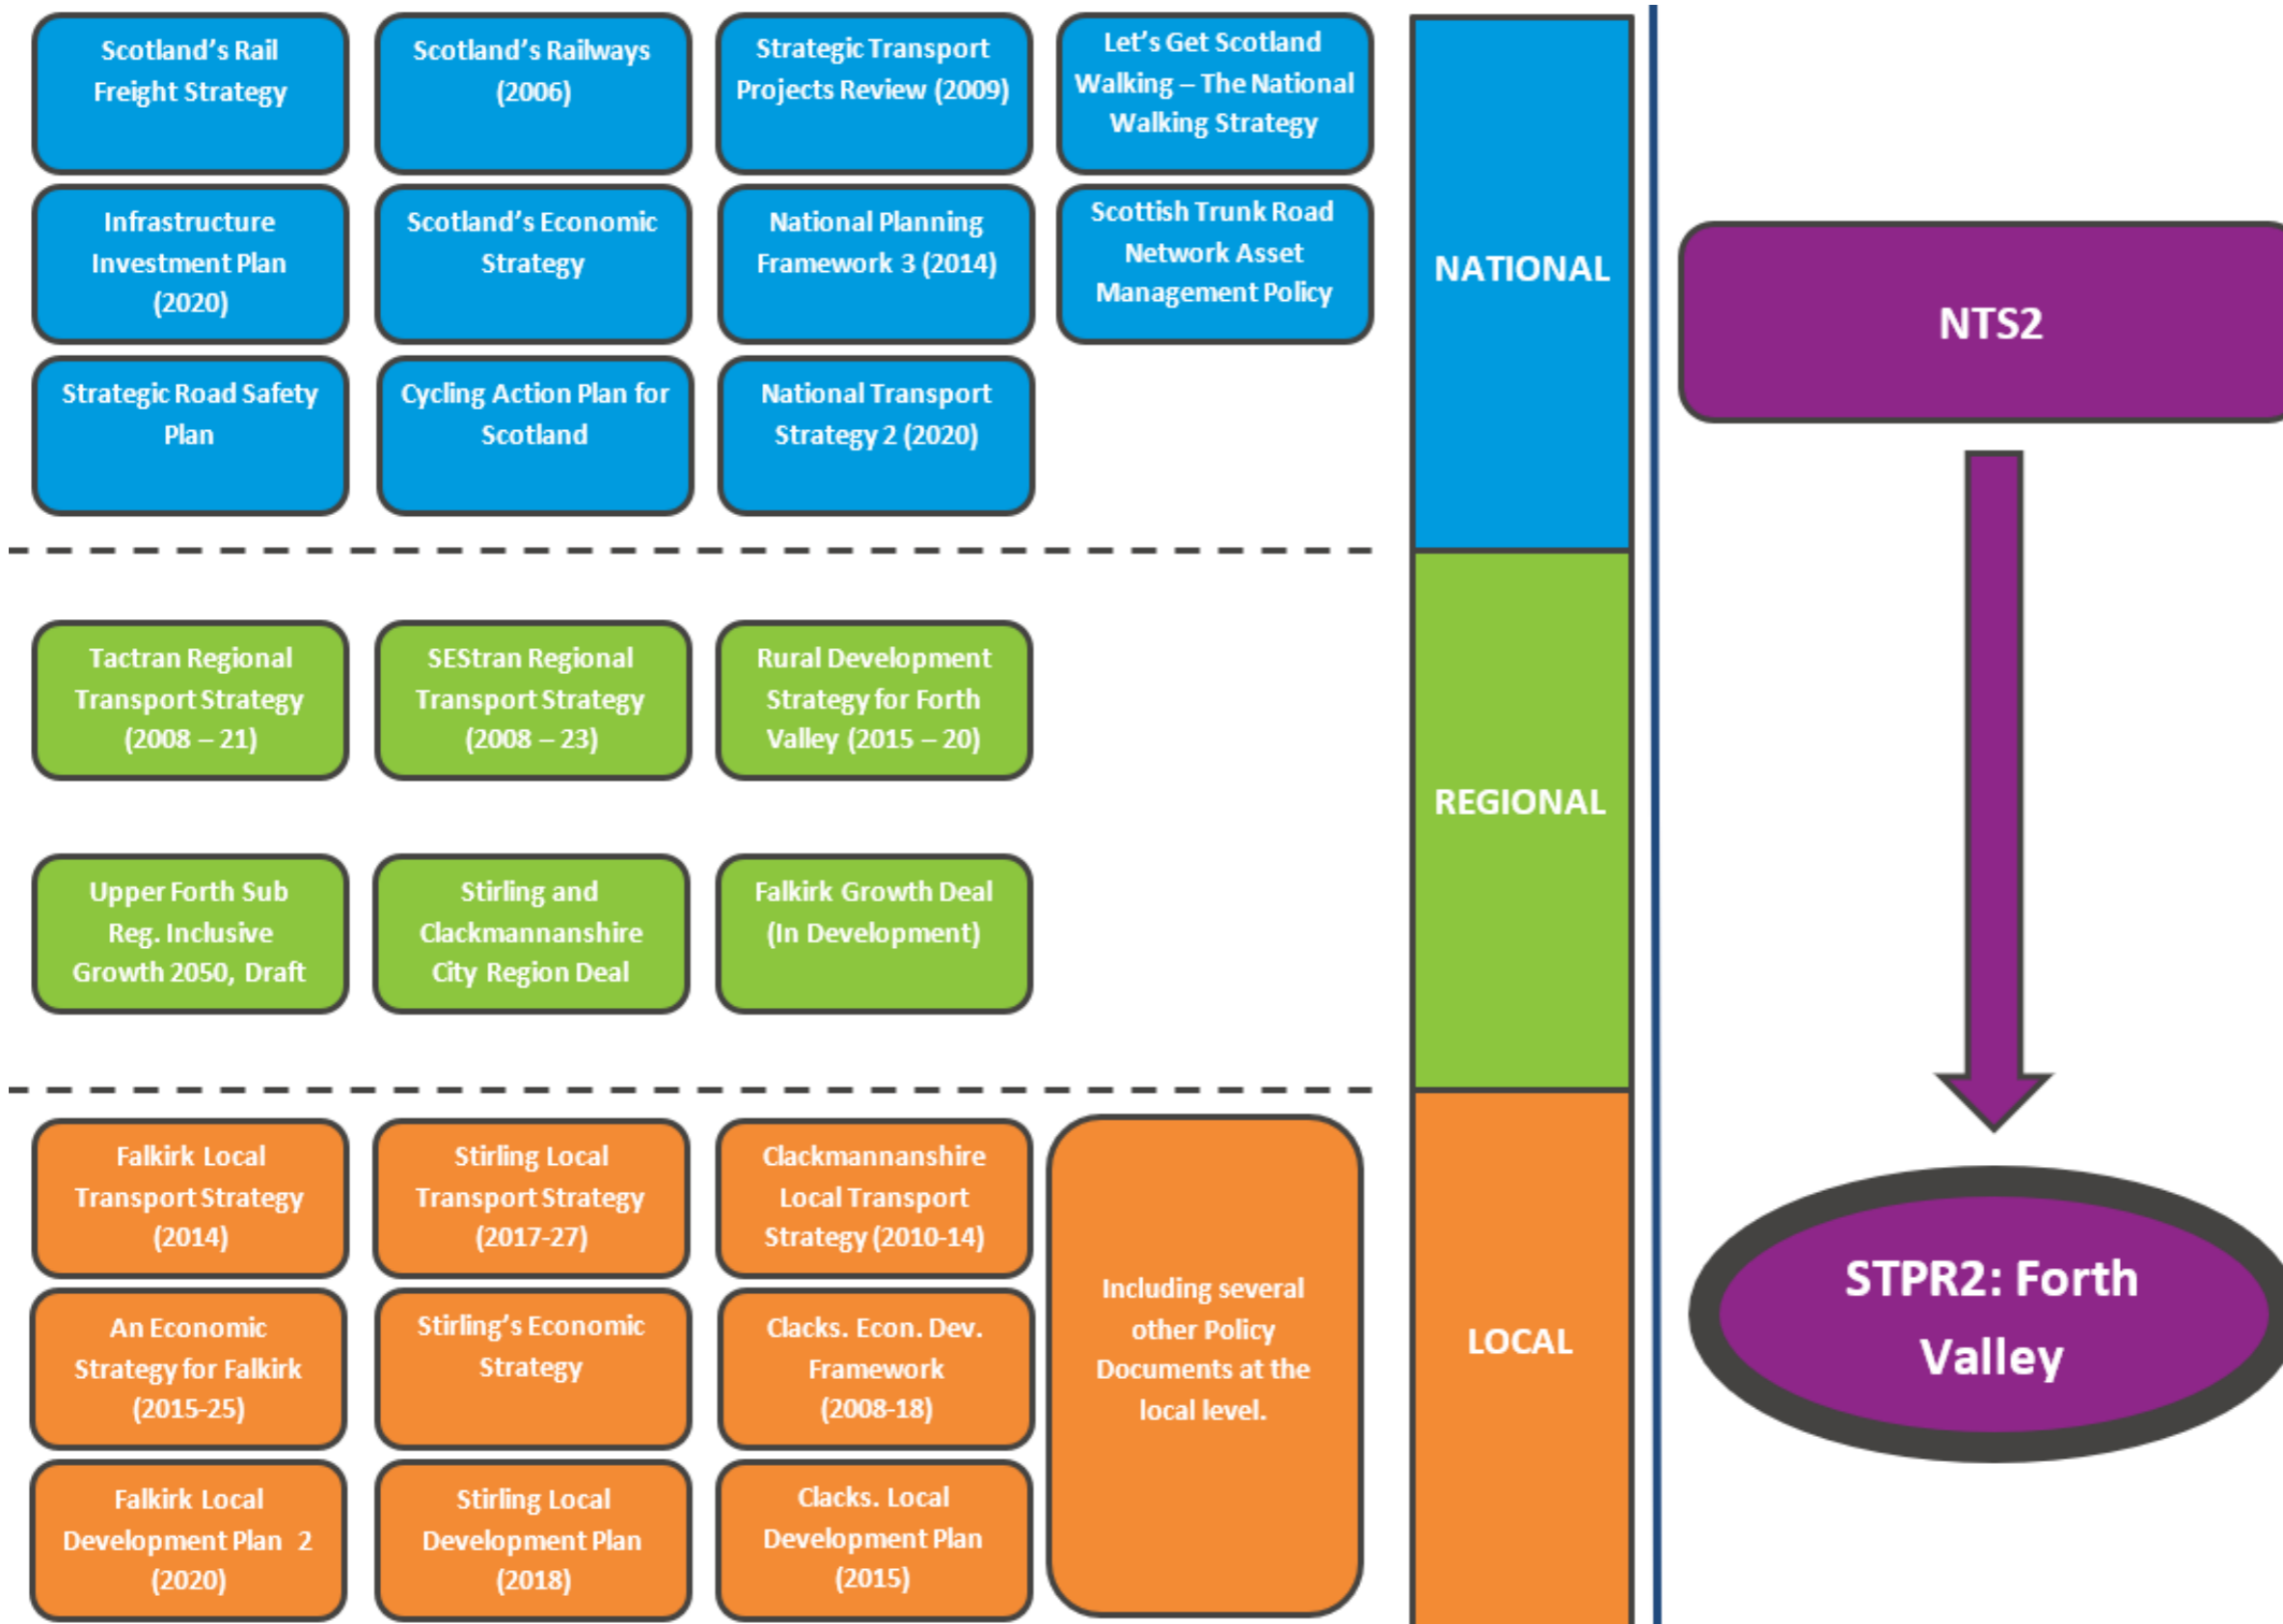 Scotland’s Rail
Freight Strategy
Scotland’s Railways
(2006)
Strategic Transport
Projects Review (2009)
Let’s Get Scotland
Walking – The National
Walking Strategy
Infrastructure
Investment Plan
(2020)
Scotland’s Economic
Strategy
National Planning
Framework 3 (2014)
Scottish Trunk Road
Network Asset
Management Policy
Strategic Road Safety
Plan
Cycling Action Plan for
Scotland
National Transport
Strategy 2 (2020)
NATIONAL
Tactran Regional
Transport Strategy
(2008 – 21)
SEStran Regional
Transport Strategy
(2008 – 23)
Rural Development
Strategy for Forth
Valley (2015 – 20)
Upper Forth Sub
Reg. Inclusive
Growth 2050, Draft
Stirling and
Clackmannanshire
City Region Deal
Falkirk Growth Deal
(In Development)
REGIONAL
Falkirk Local
Transport Strategy
(2014)
Stirling Local
Transport Strategy
(2017-27)
Clackmannanshire
Local Transport
Strategy (2010-14)
An Economic
Strategy for Falkirk
(2015-25)
Stirling’s Economic
Strategy
Clacks. Econ. Dev.
Framework
(2008-18)
Falkirk Local
Development Plan 2
(2020)
Stirling Local
Development Plan
(2018)
Clacks. Local
Development Plan
(2015)
Including several
other Policy
Documents at the
local level.
LOCAL
NTS2
STPR2: Forth
Valley